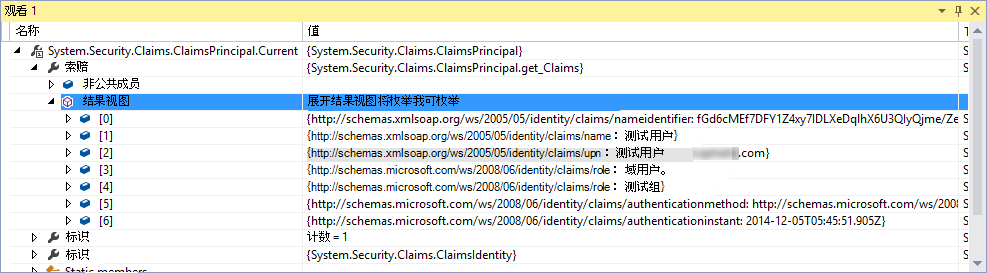 观看 1
名称 值
System.Security.Claims.ClaimsPrincipal.Current {System.Security.Claims.ClaimsPrincipal} S
索赔 {System.Security.Claims.ClaimsPrincipal.get_Claims}
非公共成员
结果视图 展开结果视图将枚举我可枚举
[0] {http://schemas.xmlsoap.org/ws/2005/05/identity/claims/nameidentifier: fGd6cMEf7DFY1Z4xy7IDLXeDqIhX6U3QIyQjme/Ze S
[1] {http://schemas.xmlsoap.org/ws/2005/05/identity/claims/name：测试用户} S
[2] {http://schemas.xmlsoap.org/ws/2005/05/identity/claims/upn：测试用户 .com} S
[3] {http://schemas.microsoft.com/ws/2008/06/identity/claims/role：域用户。 S
[4] {http://schemas.microsoft.com/ws/2008/06/identity/claims/role：测试组} S
[5] {http://schemas.microsoft.com/ws/2008/06/identity/claims/authenticationmethod: http://schemas.microsoft.com/ws/2008 S
[6] {http://schemas.microsoft.com/ws/2008/06/identity/claims/authenticationinstant: 2014-12-05T05:45:51.905Z} S
标识 计数 = 1 S
标识 {System.Security.Claims.ClaimsIdentity} S
Static members